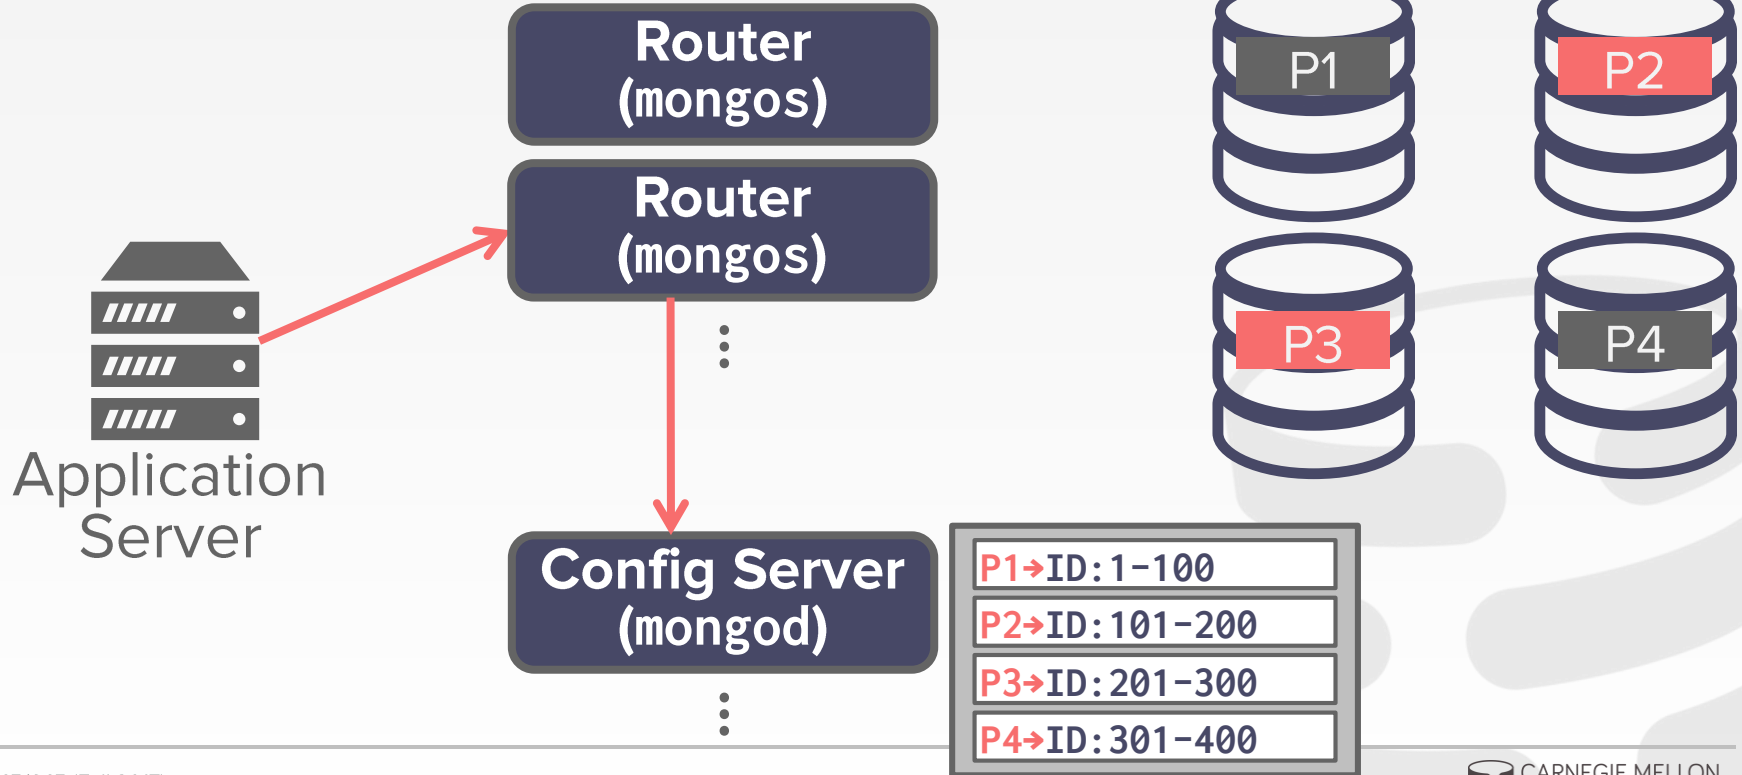 Router
(mongos)
P1
P2
Router
(mongos)
P3
P4
Application
Server
Config Server
(mongod)
P1→ID:1-100
P2→ID:101-200
P3→ID:201-300
P4→ID:301-400
CARNEGIE MELLON